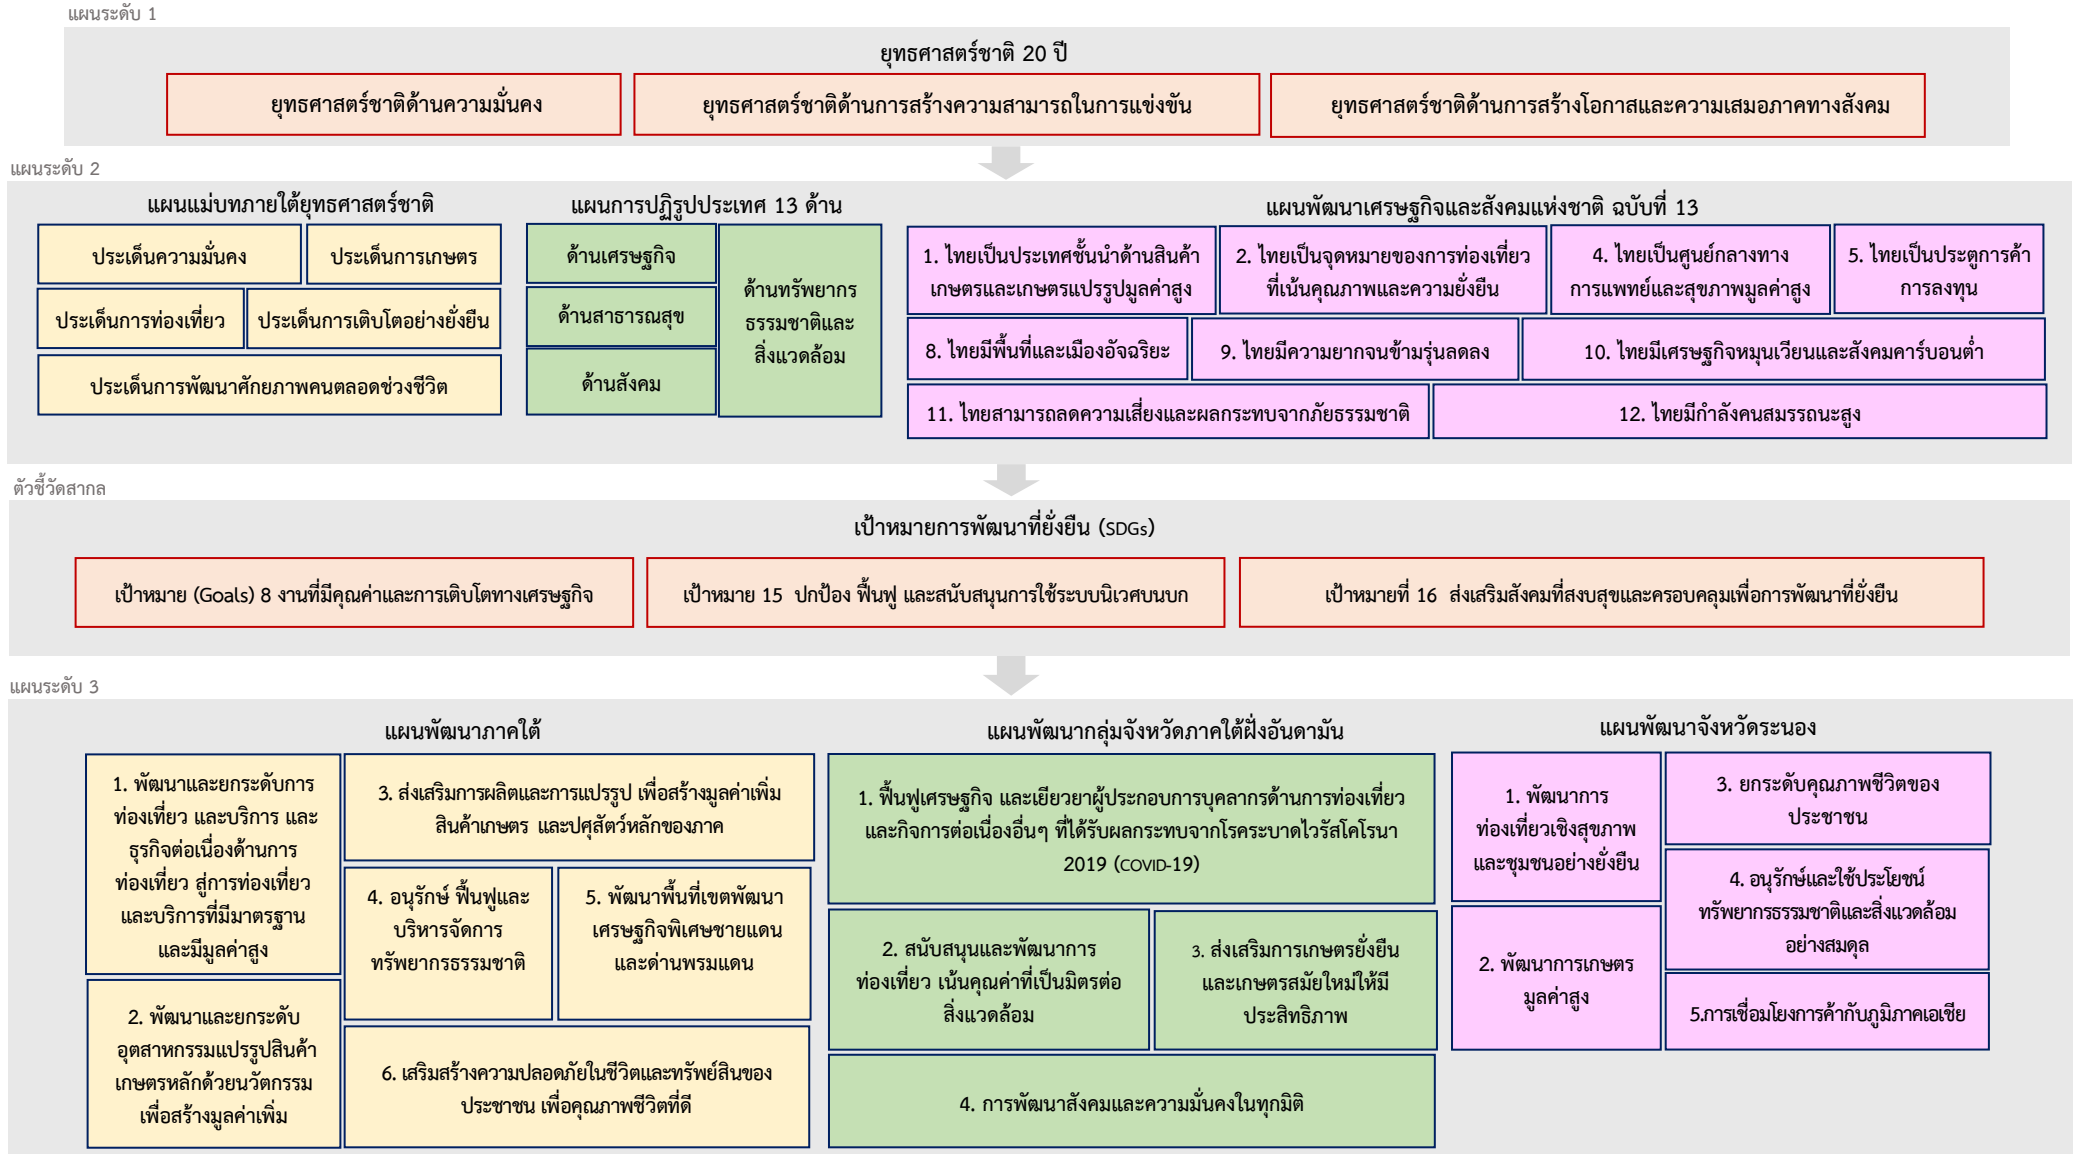 แผนระดับ 1
ยุทธศาสตร์ชาติ 20 ปี
ยุทธศาสตร์ชาติด้านความมั่นคง
ยุทธศาสตร์ชาติด้านการสร้างความสามารถในการแข่งขัน
ยุทธศาสตร์ชาติด้านการสร้างโอกาสและความเสมอภาคทางสังคม
แผนระดับ 2
แผนแม่บทภายใต้ยุทธศาสตร์ชาติ
ประเด็นความมั่นคง
ประเด็นการเกษตร
ประเด็นการท่องเที่ยว
ประเด็นการเติบโตอย่างยั่งยืน
ประเด็นการพัฒนาศักยภาพคนตลอดช่วงชีวิต
แผนการปฏิรูปประเทศ 13 ด้าน
ด้านเศรษฐกิจ
ด้านสาธารณสุข
ด้านสังคม
ด้านทรัพยากร
ธรรมชาติและ
สิ่งแวดล้อม
แผนพัฒนาเศรษฐกิจและสังคมแห่งชาติ ฉบับที่ 13
1. ไทยเป็นประเทศชั้นนำด้านสินค้า
เกษตรและเกษตรแปรรูปมูลค่าสูง
2. ไทยเป็นจุดหมายของการท่องเที่ยว
ที่เน้นคุณภาพและความยั่งยืน
4. ไทยเป็นศูนย์กลางทาง
การแพทย์และสุขภาพมูลค่าสูง
5. ไทยเป็นประตูการค้า
การลงทุน
8. ไทยมีพื้นที่และเมืองอัจฉริยะ
9. ไทยมีความยากจนข้ามรุ่นลดลง
10. ไทยมีเศรษฐกิจหมุนเวียนและสังคมคาร์บอนต่ำ
11. ไทยสามารถลดความเสี่ยงและผลกระทบจากภัยธรรมชาติ
12. ไทยมีกำลังคนสมรรถนะสูง
ตัวชี้วัดสากล
เป้าหมายการพัฒนาที่ยั่งยืน (SDGs)
เป้าหมาย (Goals) 8 งานที่มีคุณค่าและการเติบโตทางเศรษฐกิจ
เป้าหมาย 15 ปกป้อง ฟื้นฟู และสนับสนุนการใช้ระบบนิเวศบนบก
เป้าหมายที่ 16 ส่งเสริมสังคมที่สงบสุขและครอบคลุมเพื่อการพัฒนาที่ยั่งยืน
แผนระดับ 3
แผนพัฒนาภาคใต้
1. พัฒนาและยกระดับการ
ท่องเที่ยว และบริการ และ
ธุรกิจต่อเนื่องด้านการ
ท่องเที่ยว สู่การท่องเที่ยว
และบริการที่มีมาตรฐาน
และมีมูลค่าสูง
2. พัฒนาและยกระดับ
อุตสาหกรรมแปรรูปสินค้า
เกษตรหลักด้วยนวัตกรรม
เพื่อสร้างมูลค่าเพิ่ม
3. ส่งเสริมการผลิตและการแปรรูป เพื่อสร้างมูลค่าเพิ่ม
สินค้าเกษตร และปศุสัตว์หลักของภาค
4. อนุรักษ์ ฟื้นฟูและ
บริหารจัดการ
ทรัพยากรธรรมชาติ
5. พัฒนาพื้นที่เขตพัฒนา
เศรษฐกิจพิเศษชายแดน
และด่านพรมแดน
6. เสริมสร้างความปลอดภัยในชีวิตและทรัพย์สินของ
ประชาชน เพื่อคุณภาพชีวิตที่ดี
แผนพัฒนากลุ่มจังหวัดภาคใต้ฝั่งอันดามัน
1. ฟื้นฟูเศรษฐกิจ และเยียวยาผู้ประกอบการบุคลากรด้านการท่องเที่ยว
และกิจการต่อเนื่องอื่นๆ ที่ได้รับผลกระทบจากโรคระบาดไวรัสโคโรนา
2019 (COVID-19)
2. สนับสนุนและพัฒนาการ
ท่องเที่ยว เน้นคุณค่าที่เป็นมิตรต่อ
สิ่งแวดล้อม
3. ส่งเสริมการเกษตรยั่งยืน
และเกษตรสมัยใหม่ให้มี
ประสิทธิภาพ
4. การพัฒนาสังคมและความมั่นคงในทุกมิติ
แผนพัฒนาจังหวัดระนอง
1. พัฒนาการ
ท่องเที่ยวเชิงสุขภาพ
และชุมชนอย่างยั่งยืน
2. พัฒนาการเกษตร
มูลค่าสูง
3. ยกระดับคุณภาพชีวิตของ
ประชาชน
4. อนุรักษ์และใช้ประโยชน์
ทรัพยากรธรรมชาติและสิ่งแวดล้อม
อย่างสมดุล
5.การเชื่อมโยงการค้ากับภูมิภาคเอเชีย